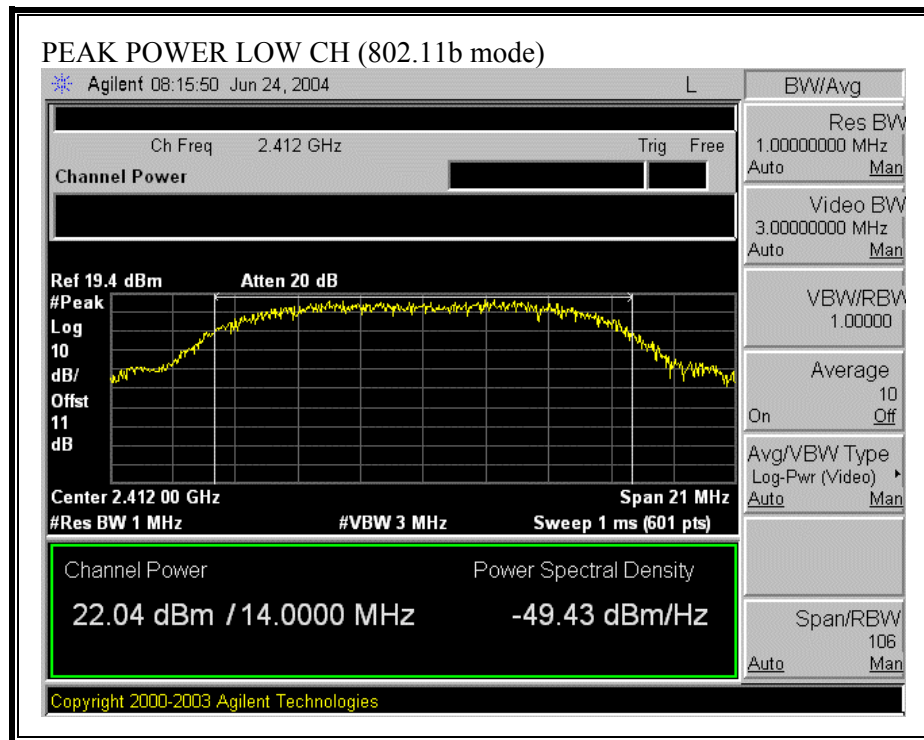 PEAK POWER LOW CH (802.11b mode)
Agilent 08:15:50 Jun 24, 2004 L
BW/Avg
Ch Freq 2.412 GHz Trig Free
Channel Power
Res BW
1.00000000 MHz
Auto Man
Video BW
3.00000000 MHz
Auto Man
VBW/RBW
1.00000
Average
10
On Off
Avg/VBW Type
Log-Pwr (Video)
Auto Man
Span/RBW
106
Auto Man
Ref 19.4 dBm Atten 20 dB
#Peak
Log
10
dB/
Offst
11
dB
Center 2.412 00 GHz Span 21 MHz
#Res BW 1 MHz #VBW 3 MHz Sweep 1 ms (601 pts)
Channel Power Power Spectral Density
22.04 dBm / 14.0000 MHz -49.43 dBm/Hz
Copyright 2000-2003 Agilent Technologies